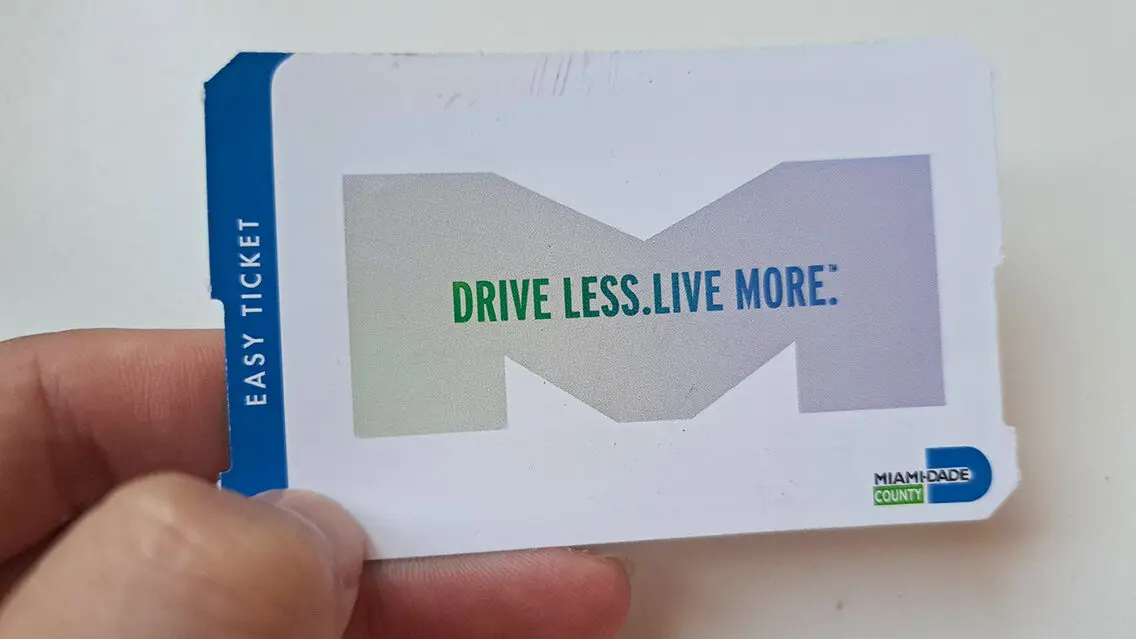 EASY TICKET
DRIVE LESS.LIVE MORE.™
MIAMI-DADE
COUNTY